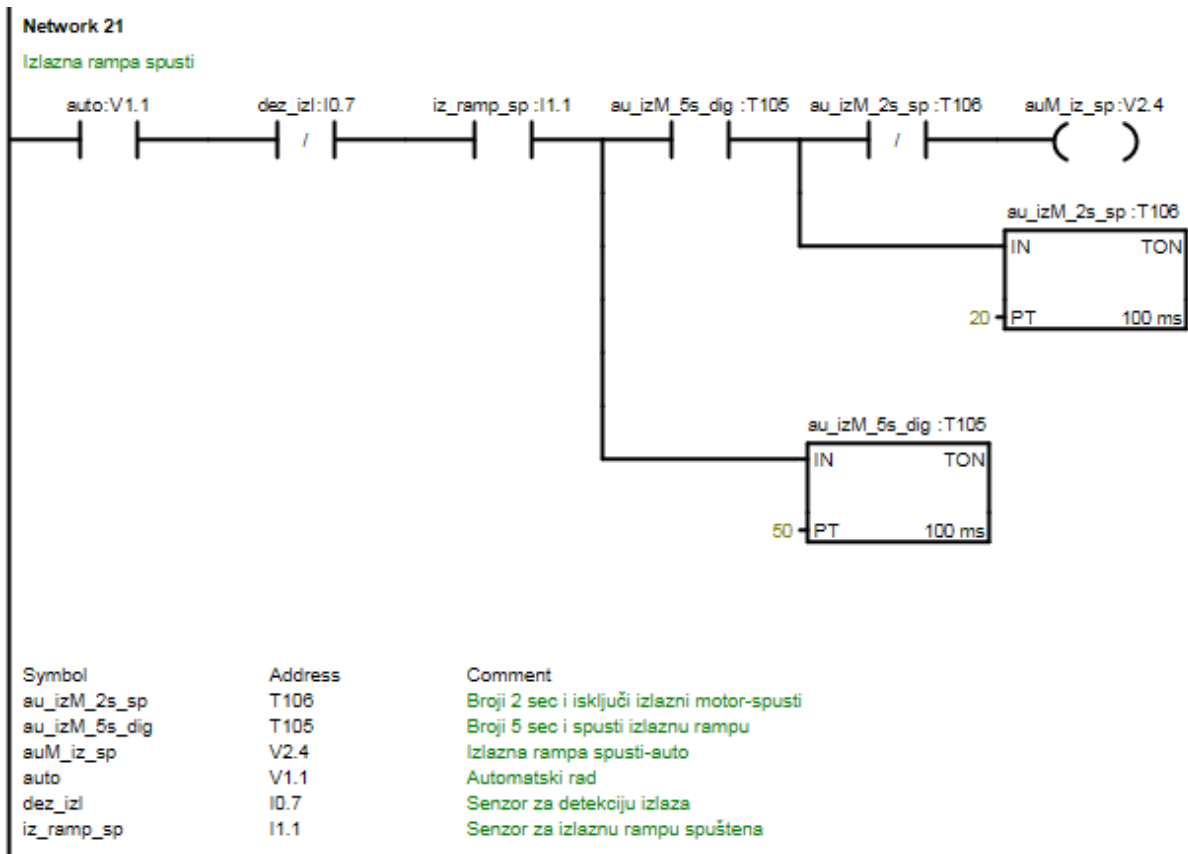 Network 21
Izlazna rampa spusti
auto:V1.1 dez_izl:I0.7 iz_ramp_sp:I1.1 au_izM_5s_dig :T105 au_izM_2s_sp:T106 auM_iz_sp:V2.4
/ /
au_izM_2s_sp:T106
IN TON
20 PT 100 ms
au_izM_5s_dig :T105
IN TON
50 PT 100 ms
Symbol Address Comment
au_izM_2s_sp T106 Broji 2 sec i isključi izlazni motor-spusti
au_izM_5s_dig T105 Broji 5 sec i spusti izlaznu rampu
auM_iz_sp V2.4 Izlazna rampa spusti-auto
auto V1.1 Automatski rad
dez_izl I0.7 Senzor za detekciju izlaza
iz_ramp_sp I1.1 Senzor za izlaznu rampu spuštena